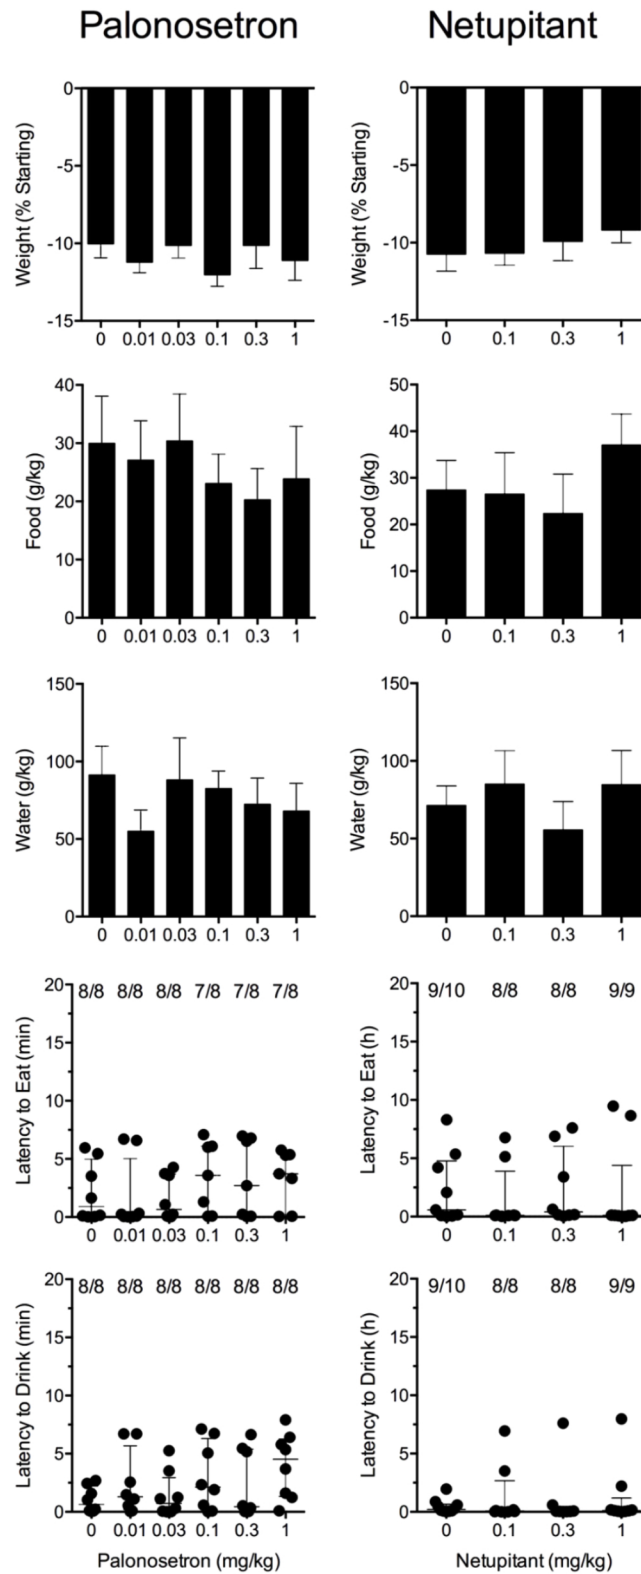 Palonosetron
Netupitant
Weight (% Starting)
0
-5
-10
-15
0 0.01 0.03 0.1 0.3 1
Weight (% Starting)
0
-5
-10
-15
0 0.1 0.3 1
Food (g/kg)
40
30
20
10
0
0 0.01 0.03 0.1 0.3 1
Food (g/kg)
50
40
30
20
10
0
0 0.1 0.3 1
Water (g/kg)
150
100
50
0
0 0.01 0.03 0.1 0.3 1
Water (g/kg)
150
100
50
0
0 0.1 0.3 1
Latency to Eat (min)
20
15
10
5
0
8/8 8/8 8/8 7/8 7/8 7/8
0 0.01 0.03 0.1 0.3 1
Latency to Eat (h)
20
15
10
5
0
9/10 8/8 8/8 9/9
0 0.1 0.3 1
Latency to Drink (min)
20
15
10
5
0
8/8 8/8 8/8 8/8 8/8 8/8
0 0.01 0.03 0.1 0.3 1
Palonosetron (mg/kg)
Latency to Drink (h)
20
15
10
5
0
9/10 8/8 8/8 9/9
0 0.1 0.3 1
Netupitant (mg/kg)